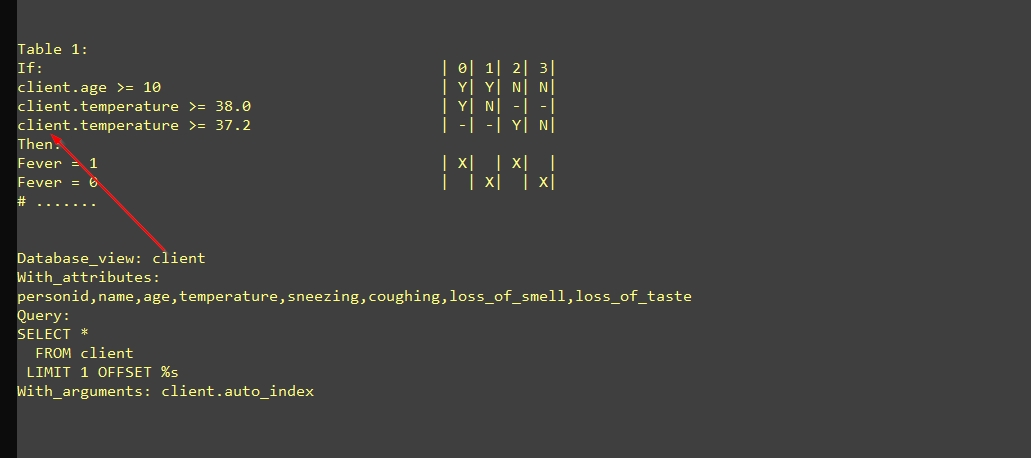 Table 1:
If:                                            | 0| 1| 2| 3|
client.age >= 10                               | Y| Y| N| N|
client.temperature >= 38.0                     | Y| N| -| -|
client.temperature >= 37.2                     | -| -| Y| N|
Then:
Fever = 1                                      | X|  | X|  |
Fever = 0                                      |  | X|  | X|
# .......
Database_view: client
With_attributes:
personid,name,age,temperature,sneezing,coughing,loss_of_smell,loss_of_taste
Query:
SELECT *
  FROM client
 LIMIT 1 OFFSET %s
With_arguments: client.auto_index